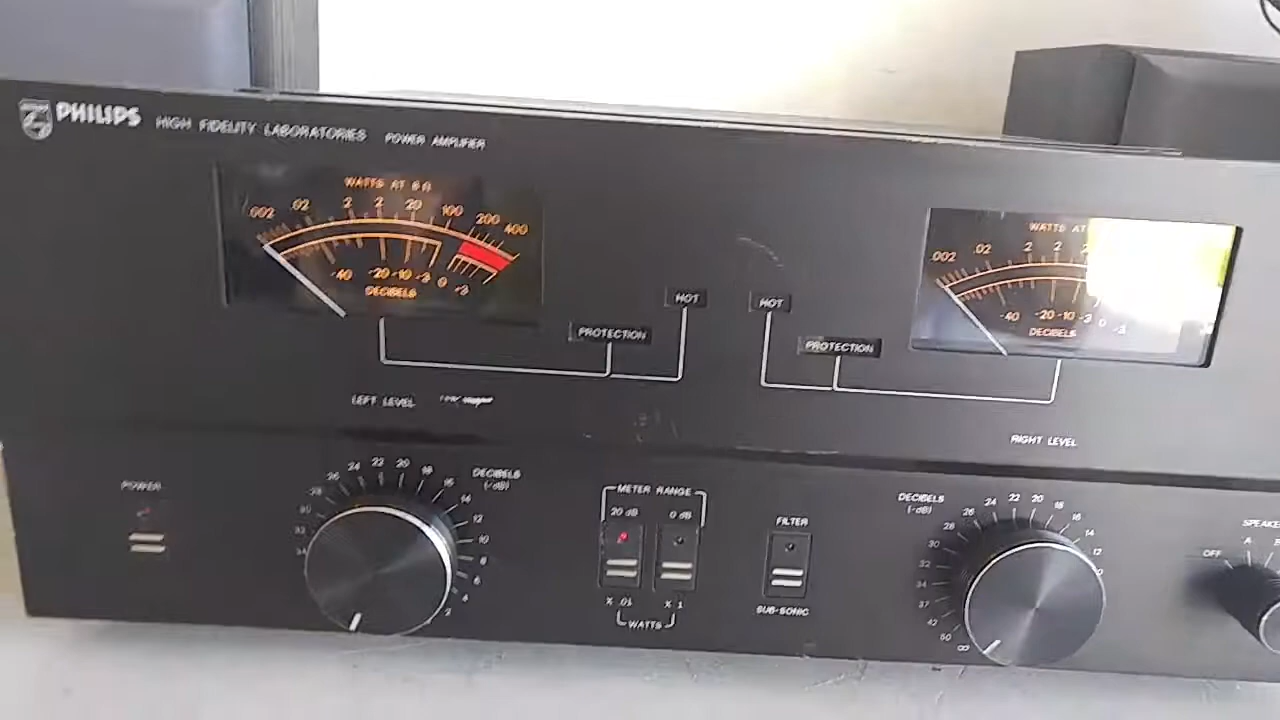 PHILIPS HIGH FIDELITY LABORATORIES POWER AMPLIFIER
WATTS AT 8 Ω
.002 .02 .2 2 20 100 200 400
-40 -20 -10 -3 0 +3
DECIBELS
WATTS AT
.002 .02 .2 2
-40 -20 -10 -3 0 +3
DECIBELS
HOT
HOT
PROTECTION
PROTECTION
LEFT LEVEL
RIGHT LEVEL
POWER
34 32 30 28 26 24 22 20 18 16 14 12 10 8 6 4 2
DECIBELS
(-dB)
METER RANGE
20 dB 0 dB
X .01 X 1
WATTS
FILTER
SUB-SONIC
DECIBELS
(-dB)
∞ 50 42 37 34 32 30 28 26 24 22 20 18 16 14 12
OFF A